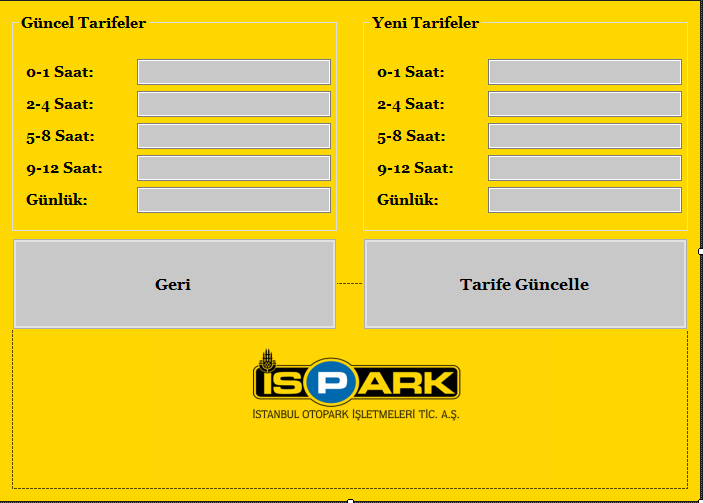 Güncel Tarifeler
0-1 Saat:
2-4 Saat:
5-8 Saat:
9-12 Saat:
Günlük:
Yeni Tarifeler
0-1 Saat:
2-4 Saat:
5-8 Saat:
9-12 Saat:
Günlük:
Geri
Tarife Güncelle
İSPARK
İSTANBUL OTOPARK İŞLETMELERİ TİC. A.Ş.